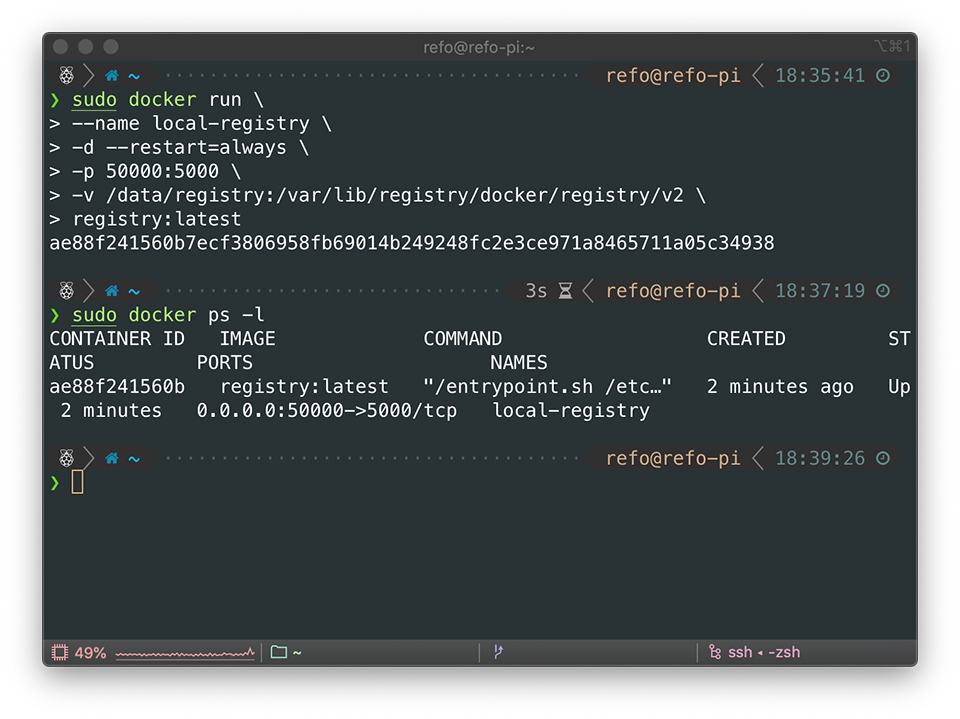 refo@refo-pi:~ ⌥⌘1
~ ································ refo@refo-pi 18:35:41
❯ sudo docker run \
> --name local-registry \
> -d --restart=always \
> -p 50000:5000 \
> -v /data/registry:/var/lib/registry/docker/registry/v2 \
> registry:latest
ae88f241560b7ecf3806958fb69014b249248fc2e3ce971a8465711a05c34938
~ ································ 3s refo@refo-pi 18:37:19
❯ sudo docker ps -l
CONTAINER ID IMAGE COMMAND CREATED ST
ATUS PORTS NAMES
ae88f241560b registry:latest "/entrypoint.sh /etc…" 2 minutes ago Up
2 minutes 0.0.0.0:50000->5000/tcp local-registry
~ ································ refo@refo-pi 18:39:26
❯
49% ~ ssh ◂ -zsh